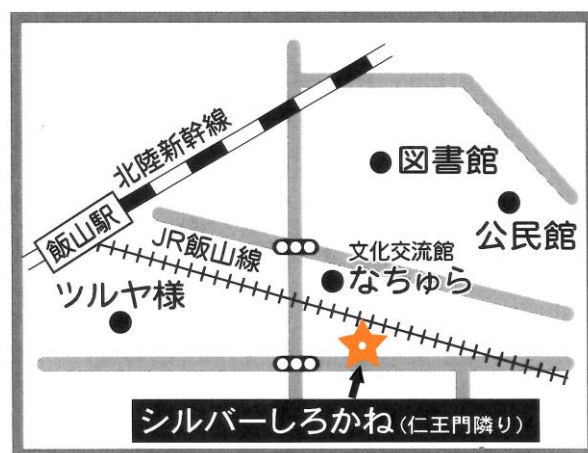 北陸新幹線
図書館
飯山駅
公民館
JR飯山線
文化交流館
なちゅら
ツルヤ様
シルバーしろかね(仁王門隣り)